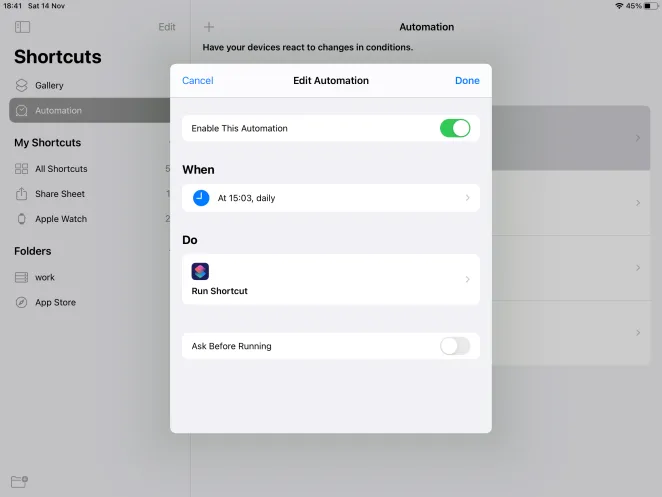 18:41 Sat 14 Nov
45%
Edit
Automation
Shortcuts
Have your devices react to changes in conditions.
Gallery
Automation
My Shortcuts
All Shortcuts 5
Share Sheet 1
Apple Watch 2
Folders
work
App Store
Cancel Edit Automation Done
Enable This Automation
When
At 15:03, daily
Do
Run Shortcut
Ask Before Running